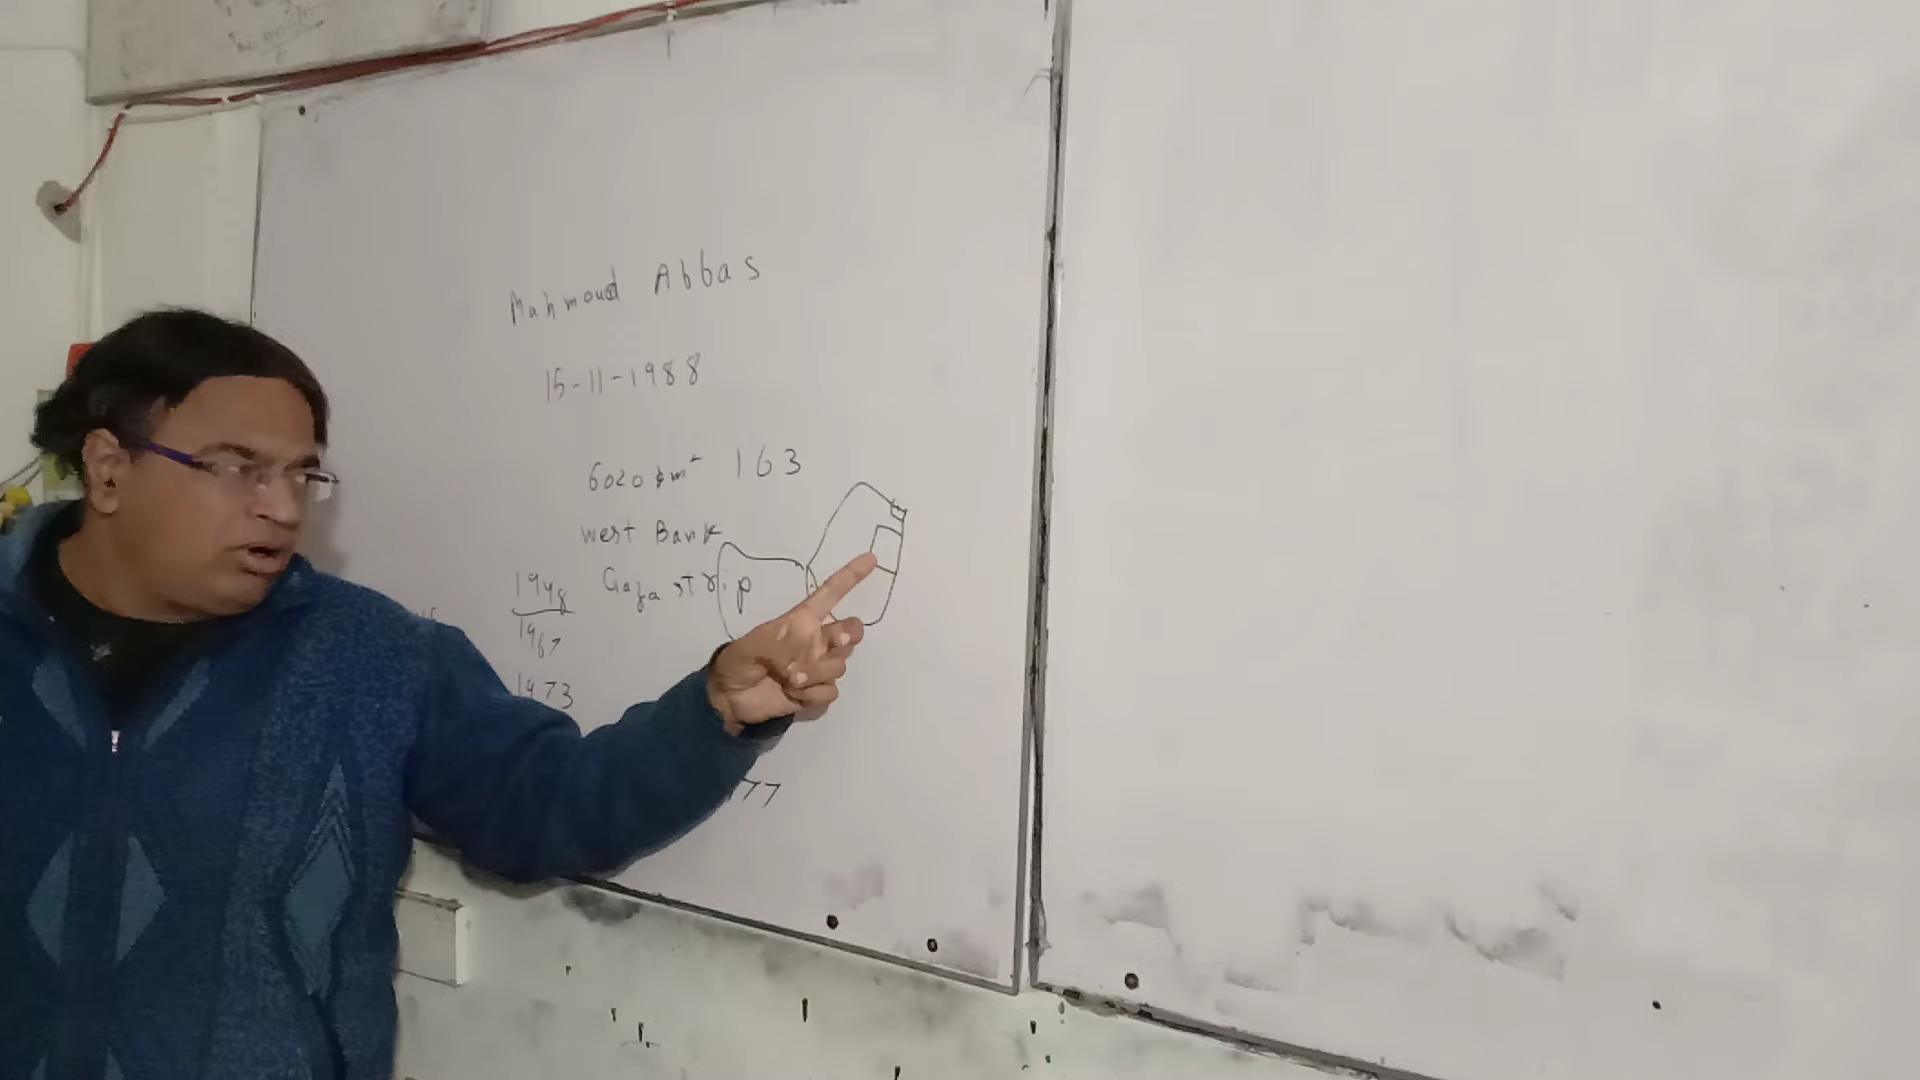 Mahmoud Abbas
15-11-1988
6020 km² 163
West Bank
Gaza strip
1948
1967
1973
77